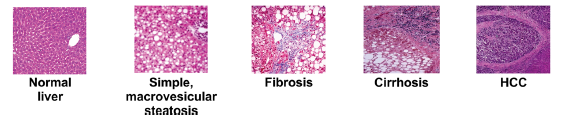 Normal
liver
Simple,
macrovesicular
steatosis
Fibrosis
Cirrhosis
HCC